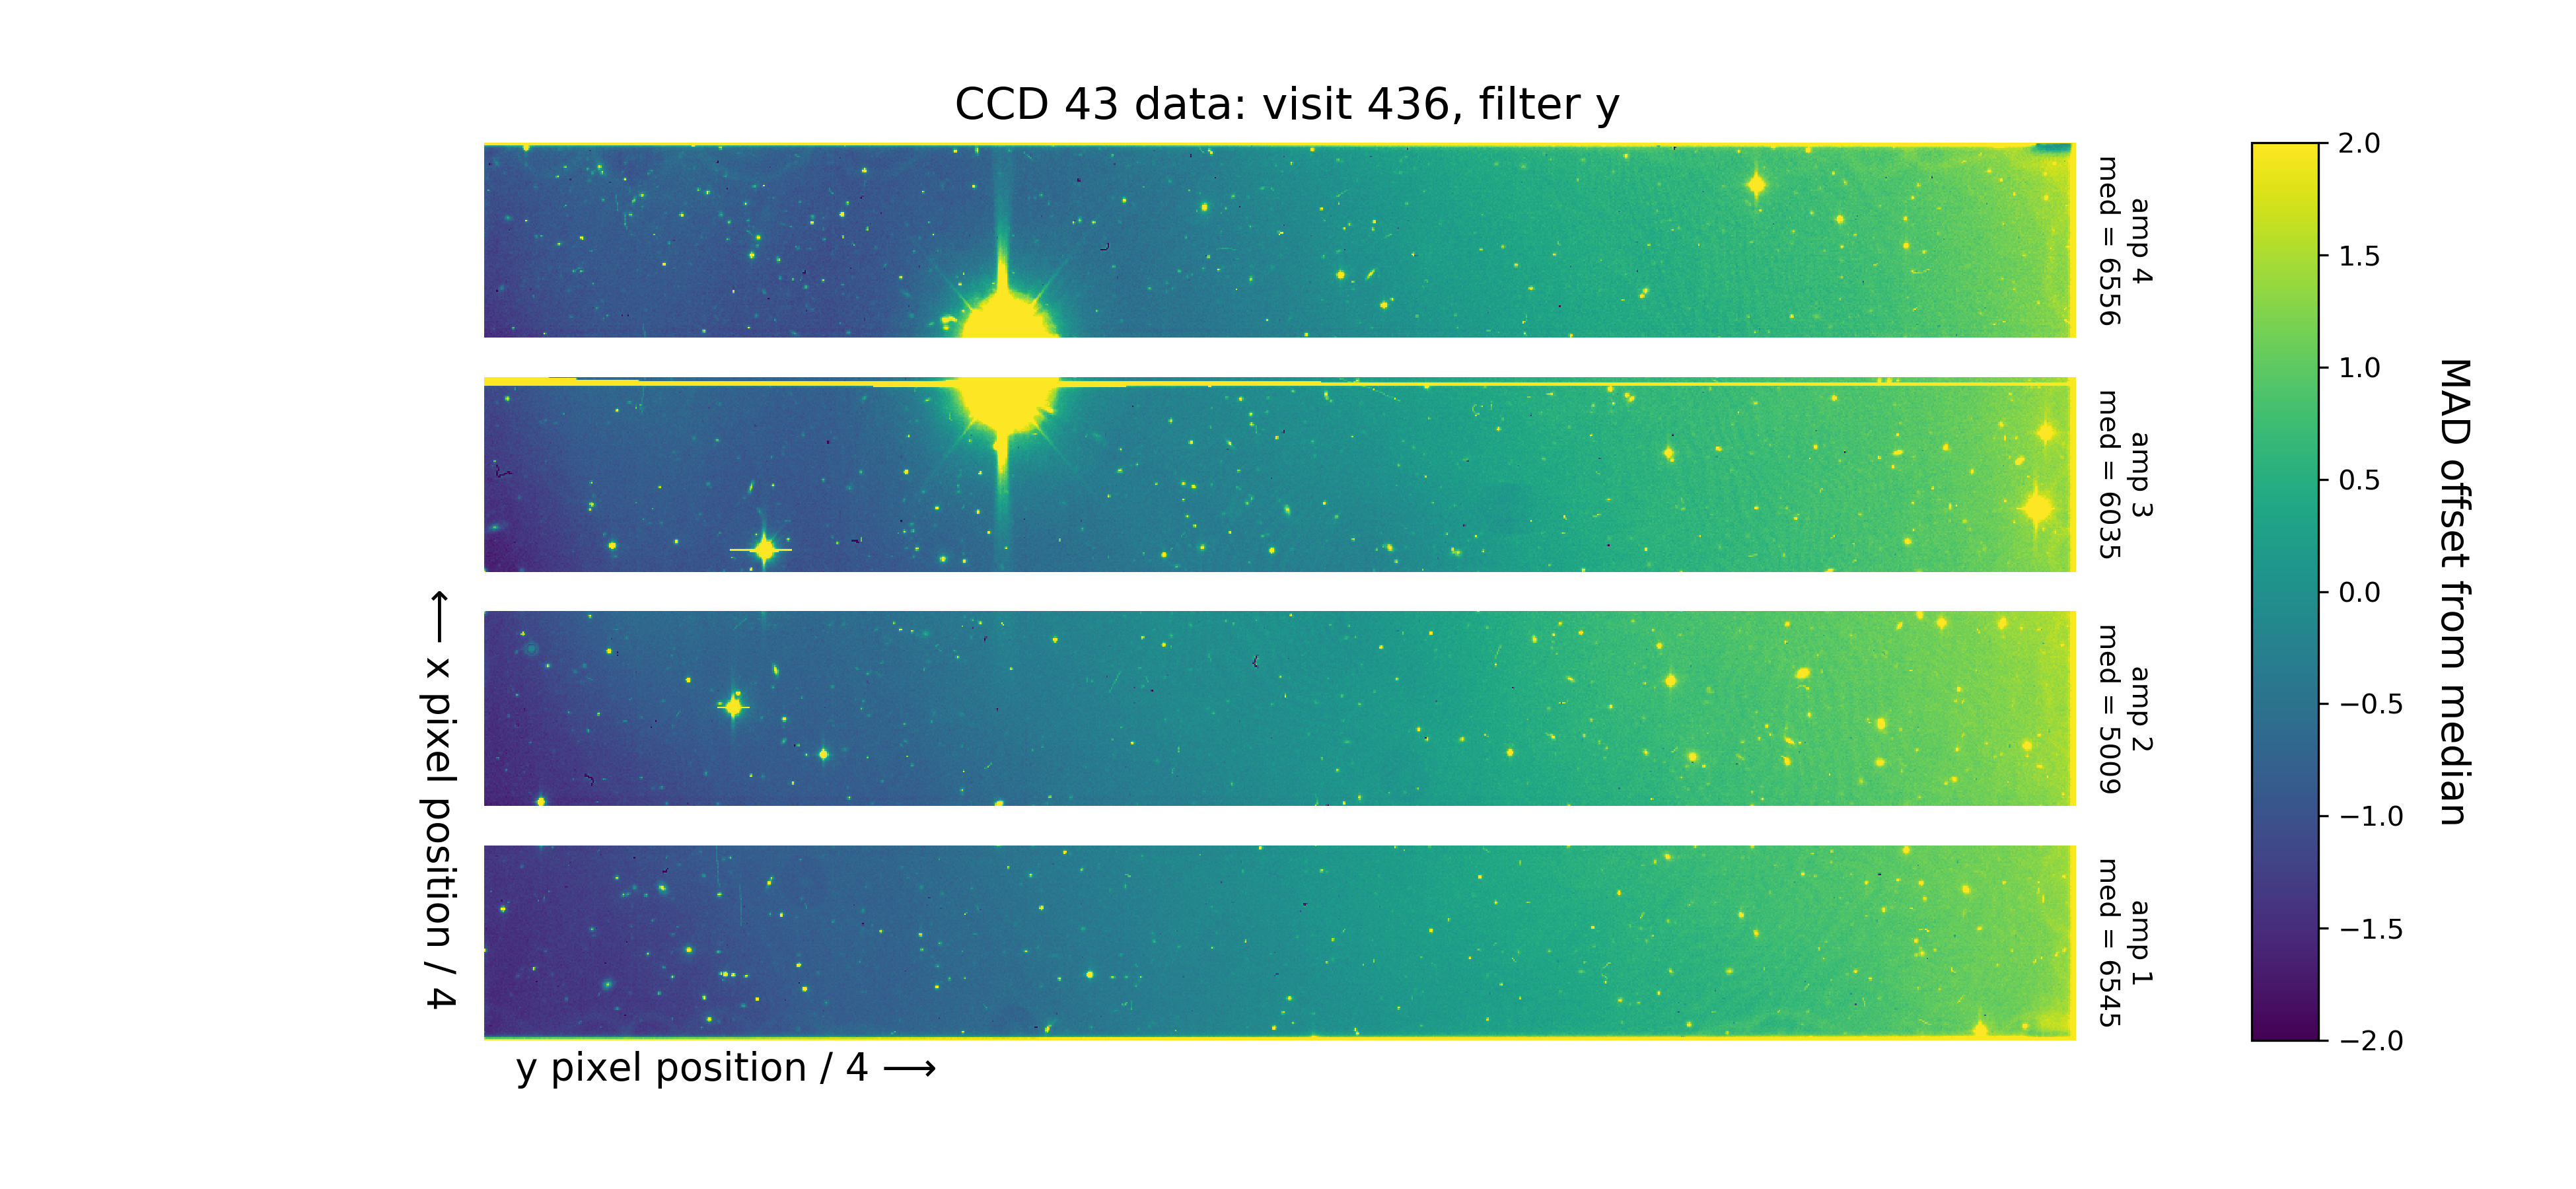 CCD 43 data: visit 436, filter y
amp 4
med = 6556
amp 3
med = 6035
amp 2
med = 5009
amp 1
med = 6545
⟵ x pixel position / 4
y pixel position / 4 ⟶
2.0
1.5
1.0
0.5
0.0
−0.5
−1.0
−1.5
−2.0
MAD offset from median